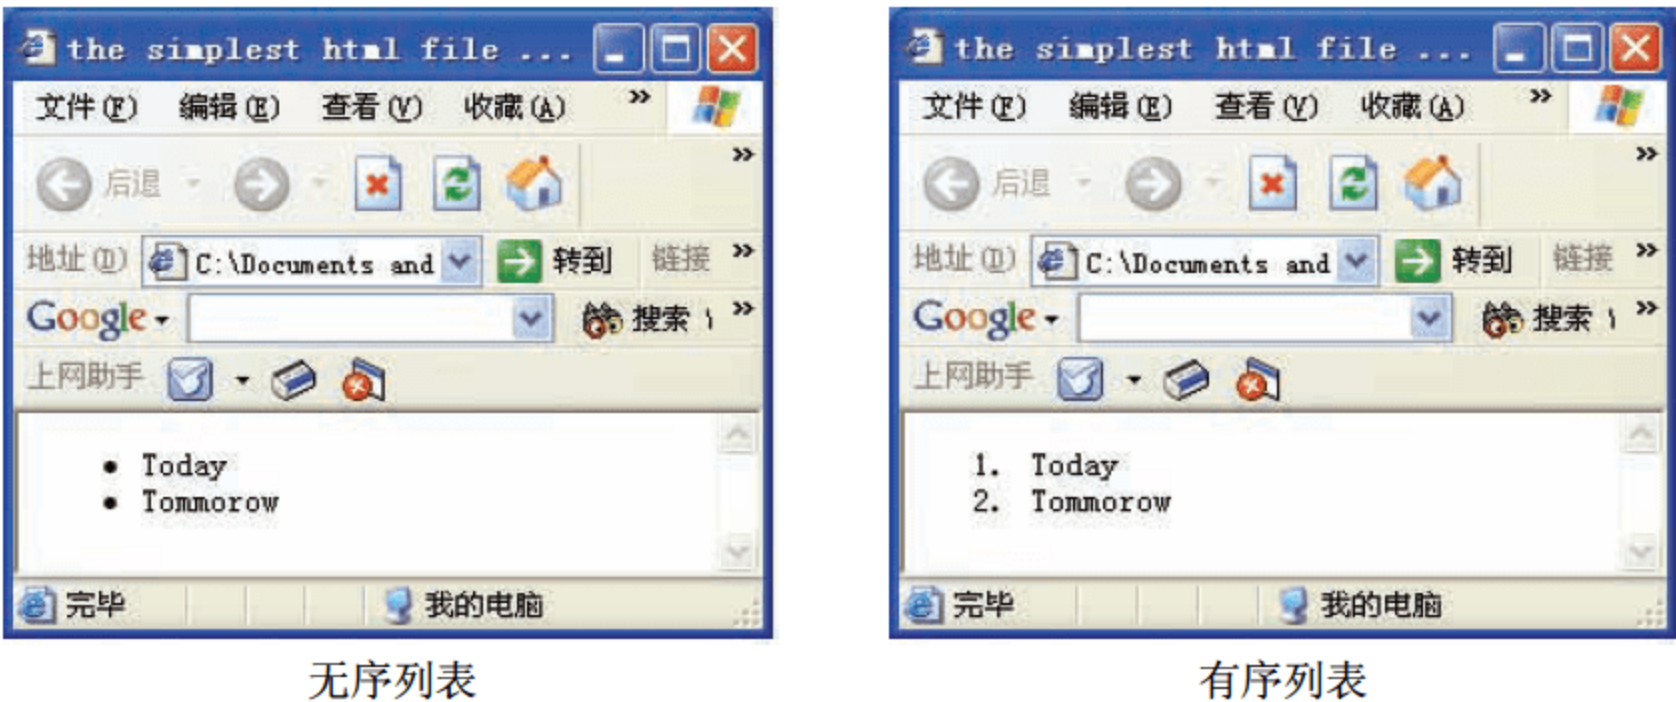 the simplest html file ...
文件(F) 编辑(E) 查看(V) 收藏(A) »
后退 »
地址(D) C:\Documents and 转到 链接 »
Google 搜索 »
上网助手
• Today
• Tommorow
完毕 我的电脑
无序列表
the simplest html file ...
文件(F) 编辑(E) 查看(V) 收藏(A) »
后退 »
地址(D) C:\Documents and 转到 链接 »
Google 搜索 »
上网助手
1. Today
2. Tommorow
完毕 我的电脑
有序列表